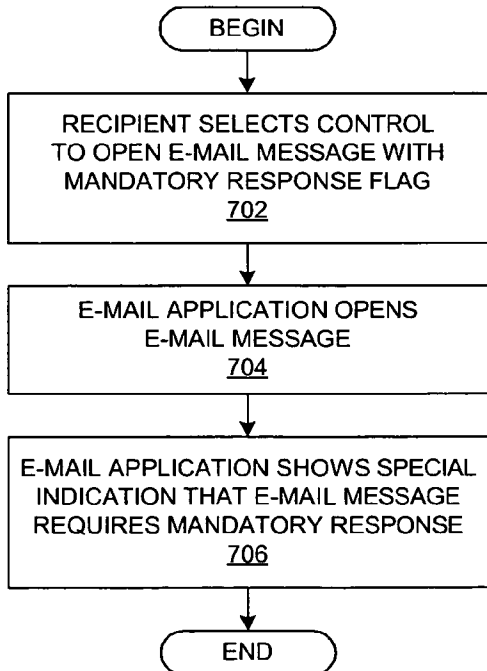 BEGIN
RECIPIENT SELECTS CONTROL
TO OPEN E-MAIL MESSAGE WITH
MANDATORY RESPONSE FLAG
702
E-MAIL APPLICATION OPENS
E-MAIL MESSAGE
704
E-MAIL APPLICATION SHOWS SPECIAL
INDICATION THAT E-MAIL MESSAGE
REQUIRES MANDATORY RESPONSE
706
END